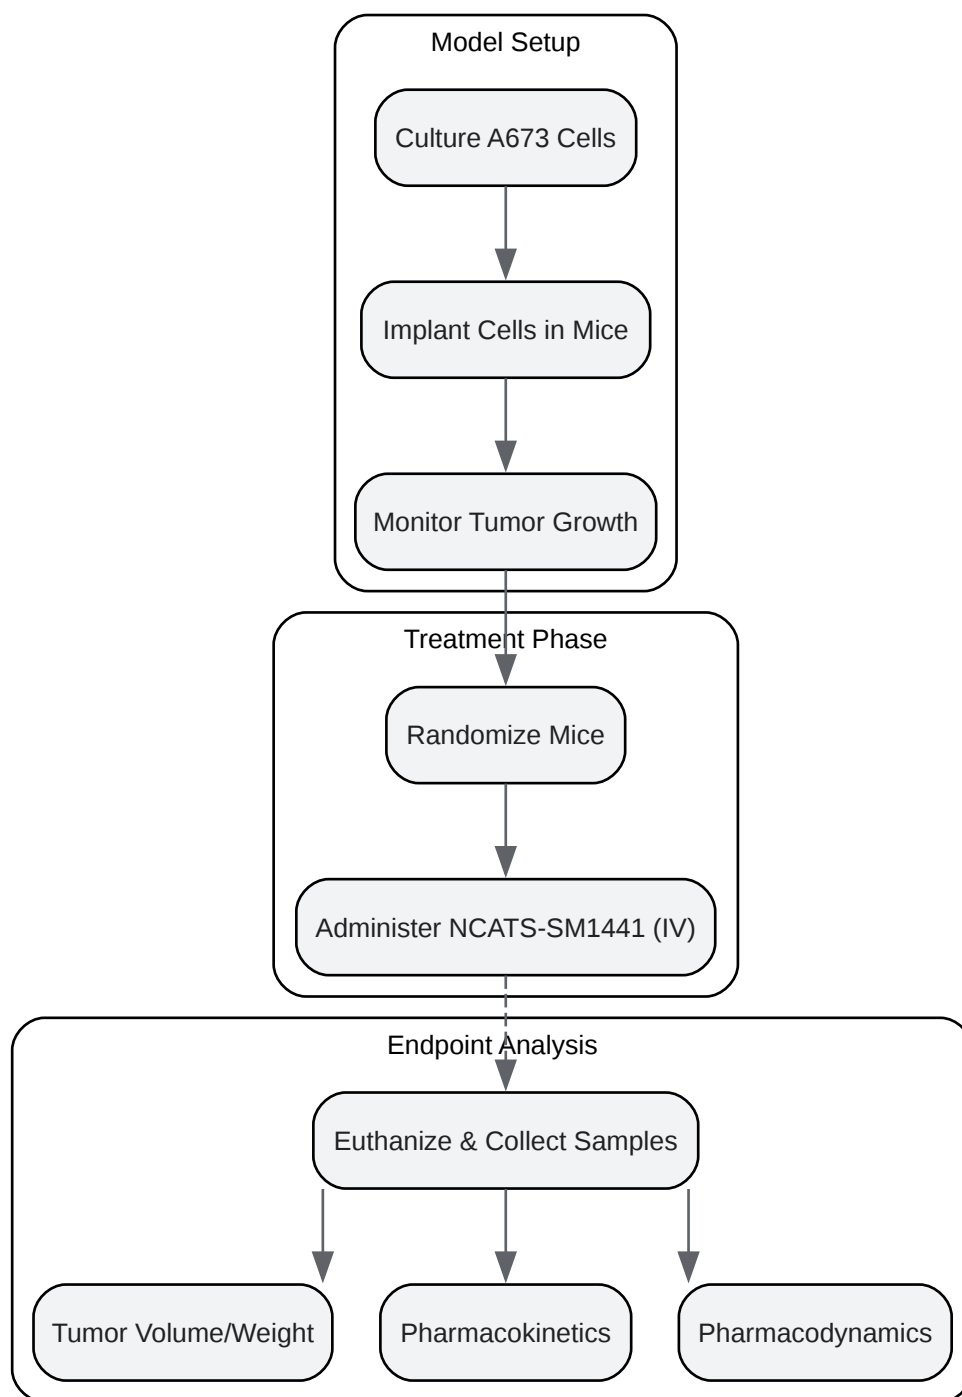 Model Setup
Culture A673 Cells
Implant Cells in Mice
Monitor Tumor Growth
Treatment Phase
Randomize Mice
Administer NCATS-SM1441 (IV)
Endpoint Analysis
Euthanize & Collect Samples
Tumor Volume/Weight
Pharmacokinetics
Pharmacodynamics